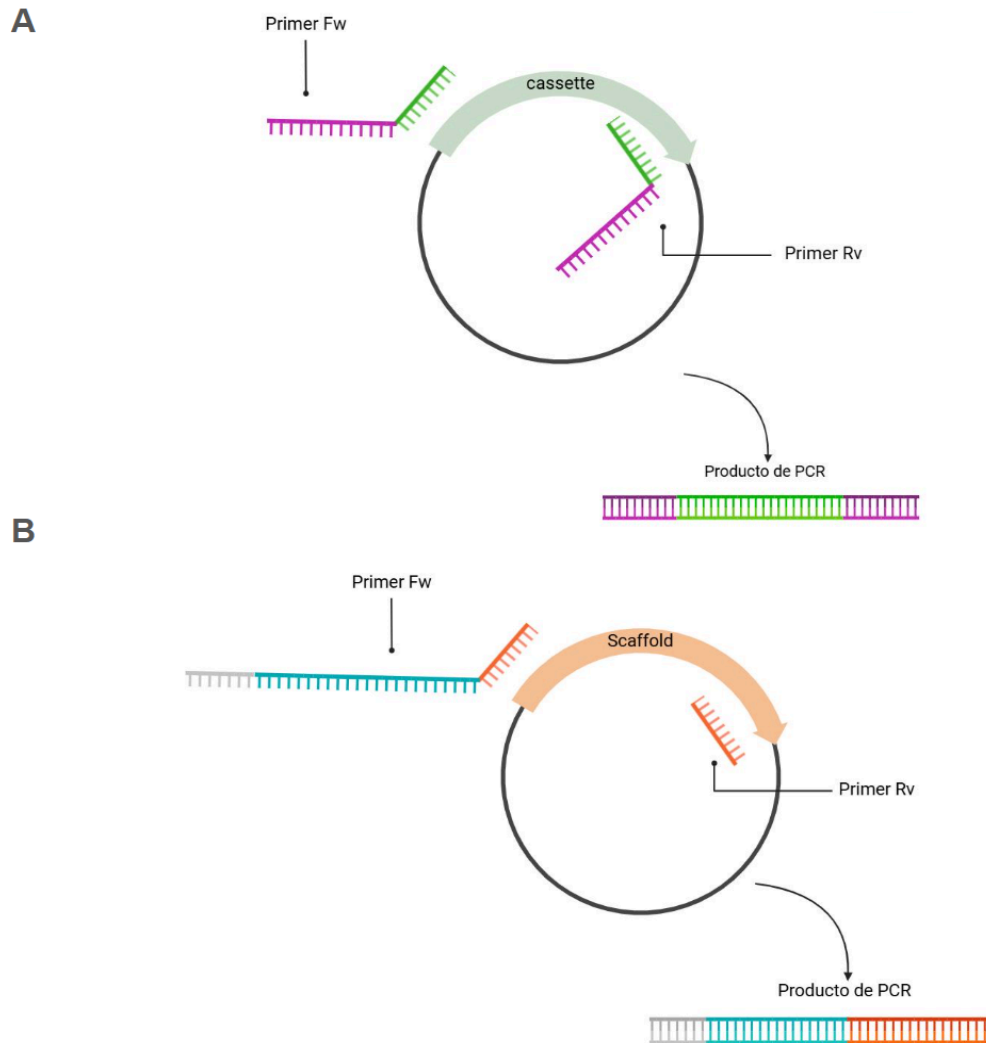 A
Primer Fw
cassette
Primer Rv
Producto de PCR
B
Primer Fw
Scaffold
Primer Rv
Producto de PCR